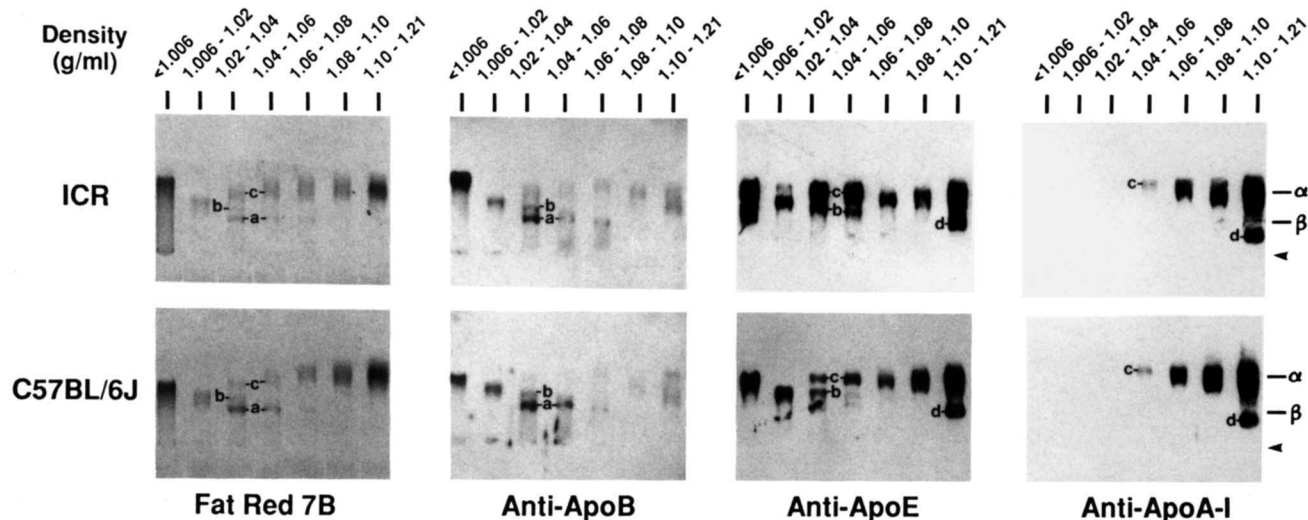 Density
(g/ml)
<1.006 1.006 - 1.02 1.02 - 1.04 1.04 - 1.06 1.06 - 1.08 1.08 - 1.10 1.10 - 1.21
<1.006 1.006 - 1.02 1.02 - 1.04 1.04 - 1.06 1.06 - 1.08 1.08 - 1.10 1.10 - 1.21
<1.006 1.006 - 1.02 1.02 - 1.04 1.04 - 1.06 1.06 - 1.08 1.08 - 1.10 1.10 - 1.21
<1.006 1.006 - 1.02 1.02 - 1.04 1.04 - 1.06 1.06 - 1.08 1.08 - 1.10 1.10 - 1.21
ICR
b c a
b a
c b d
c d
α
β
C57BL/6J
b c a
b a
c b d
c d
α
β
Fat Red 7B Anti-ApoB Anti-ApoE Anti-ApoA-I